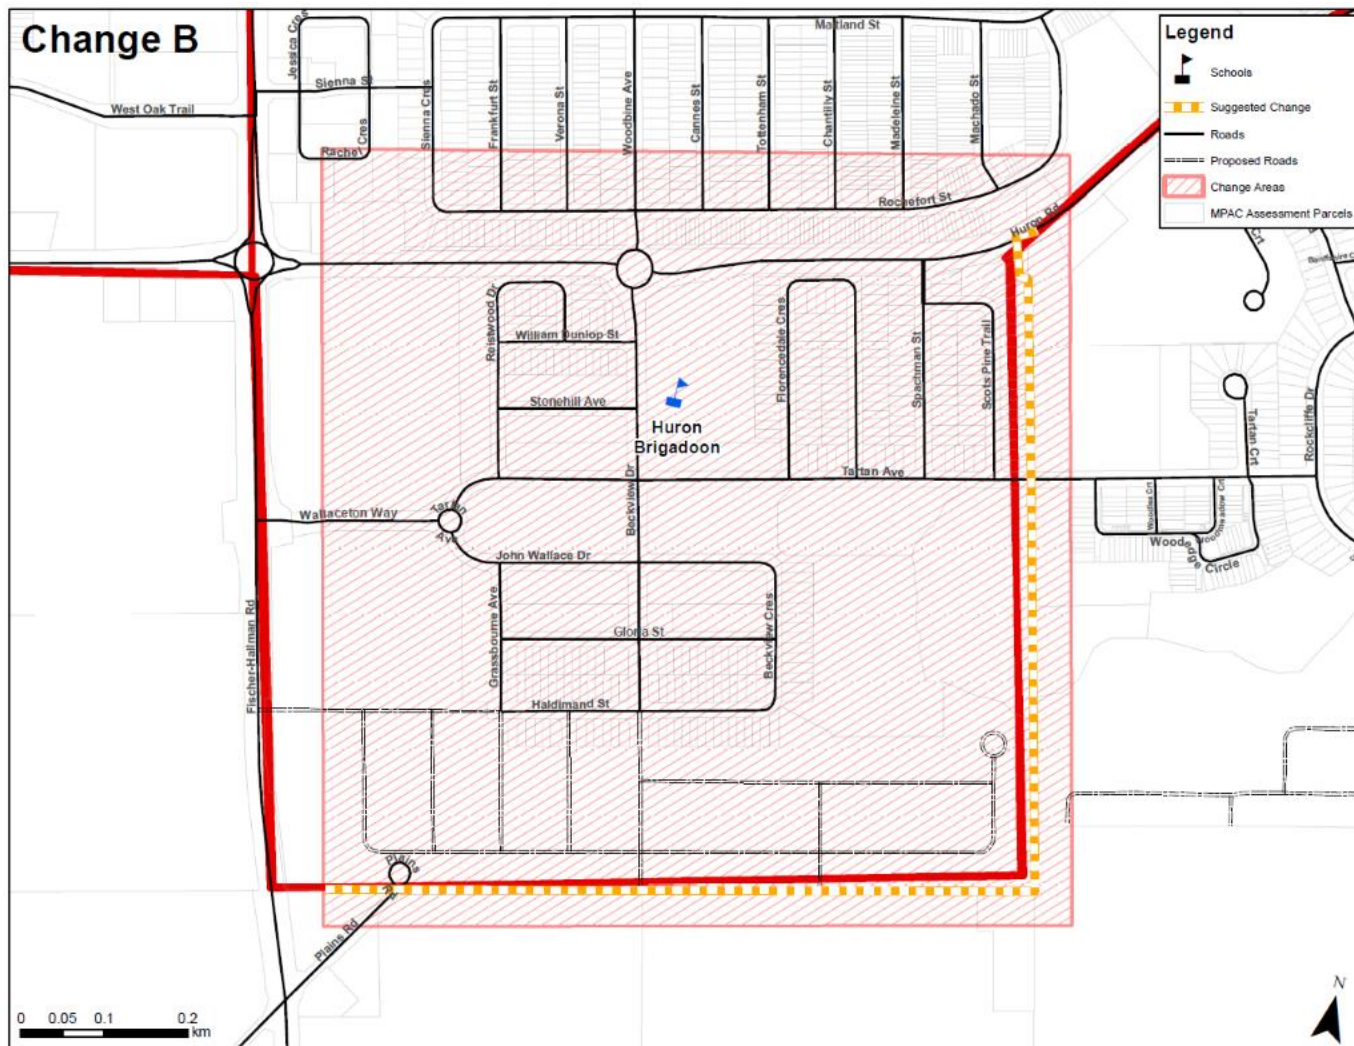 Change B
Legend
Schools
Suggested Change
Roads
Proposed Roads
Change Areas
MPAC Assessment Parcels
Maitland St
Jessica Cres
Sienna St
West Oak Trail
Rachel Cres
Sienna Cres
Frankfurt St
Verona St
Woodbine Ave
Cannes St
Tottenham St
Chantilly St
Madeleine St
Machado St
Rochefort St
Huron Rd
Crt
Reistwood Dr
William Dunlop St
Stonehill Ave
Huron
Brigadoon
Florencedale Cres
Spachman St
Scots Pine Trail
Tartan Ave
Tartan Crt
Rockcliffe Dr
Wallaceton Way
Tartan
Ave
Beckview Dr
John Wallace Dr
Woodmeadow Crt
Woodedge Circle
Fischer-Hallman Rd
Grassbourne Ave
Gloria St
Beckview Cres
Haldimand St
Plains
Rd
Plains Rd
0 0.05 0.1 0.2
km
N